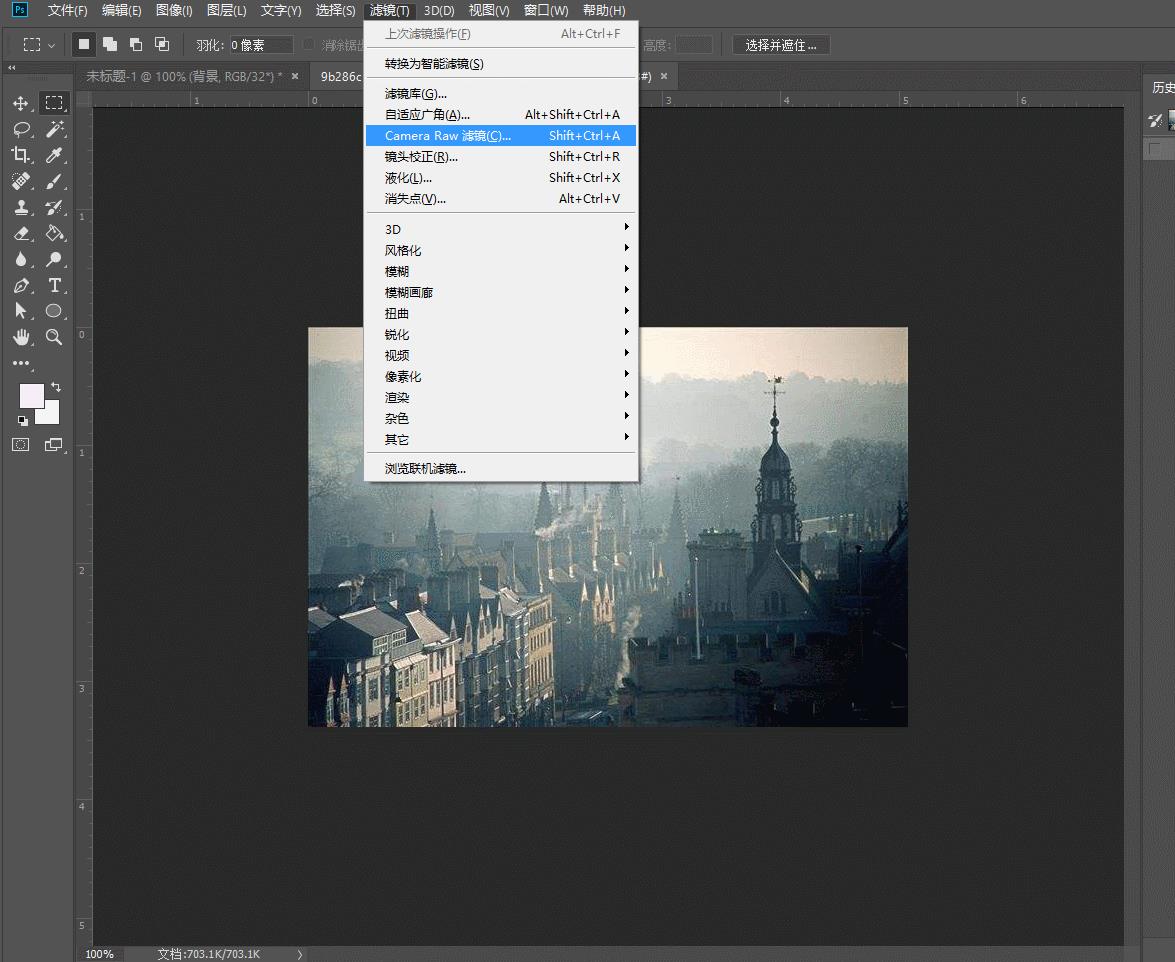 Ps 文件(F) 编辑(E) 图像(I) 图层(L) 文字(Y) 选择(S) 滤镜(T) 3D(D) 视图(V) 窗口(W) 帮助(H)
羽化: 0 像素 消除锯齿 高度: 选择并遮住...
未标题-1 @ 100% (背景, RGB/32*) * × 9b286c #) ×
历史
1 0 3 4 5 6
上次滤镜操作(F) Alt+Ctrl+F
转换为智能滤镜(S)
滤镜库(G)...
自适应广角(A)... Alt+Shift+Ctrl+A
Camera Raw 滤镜(C)... Shift+Ctrl+A
镜头校正(R)... Shift+Ctrl+R
液化(L)... Shift+Ctrl+X
消失点(V)... Alt+Ctrl+V
3D
风格化
模糊
模糊画廊
扭曲
锐化
视频
像素化
渲染
杂色
其它
浏览联机滤镜...
1
0
1
2
3
4
5
100% 文档:703.1K/703.1K